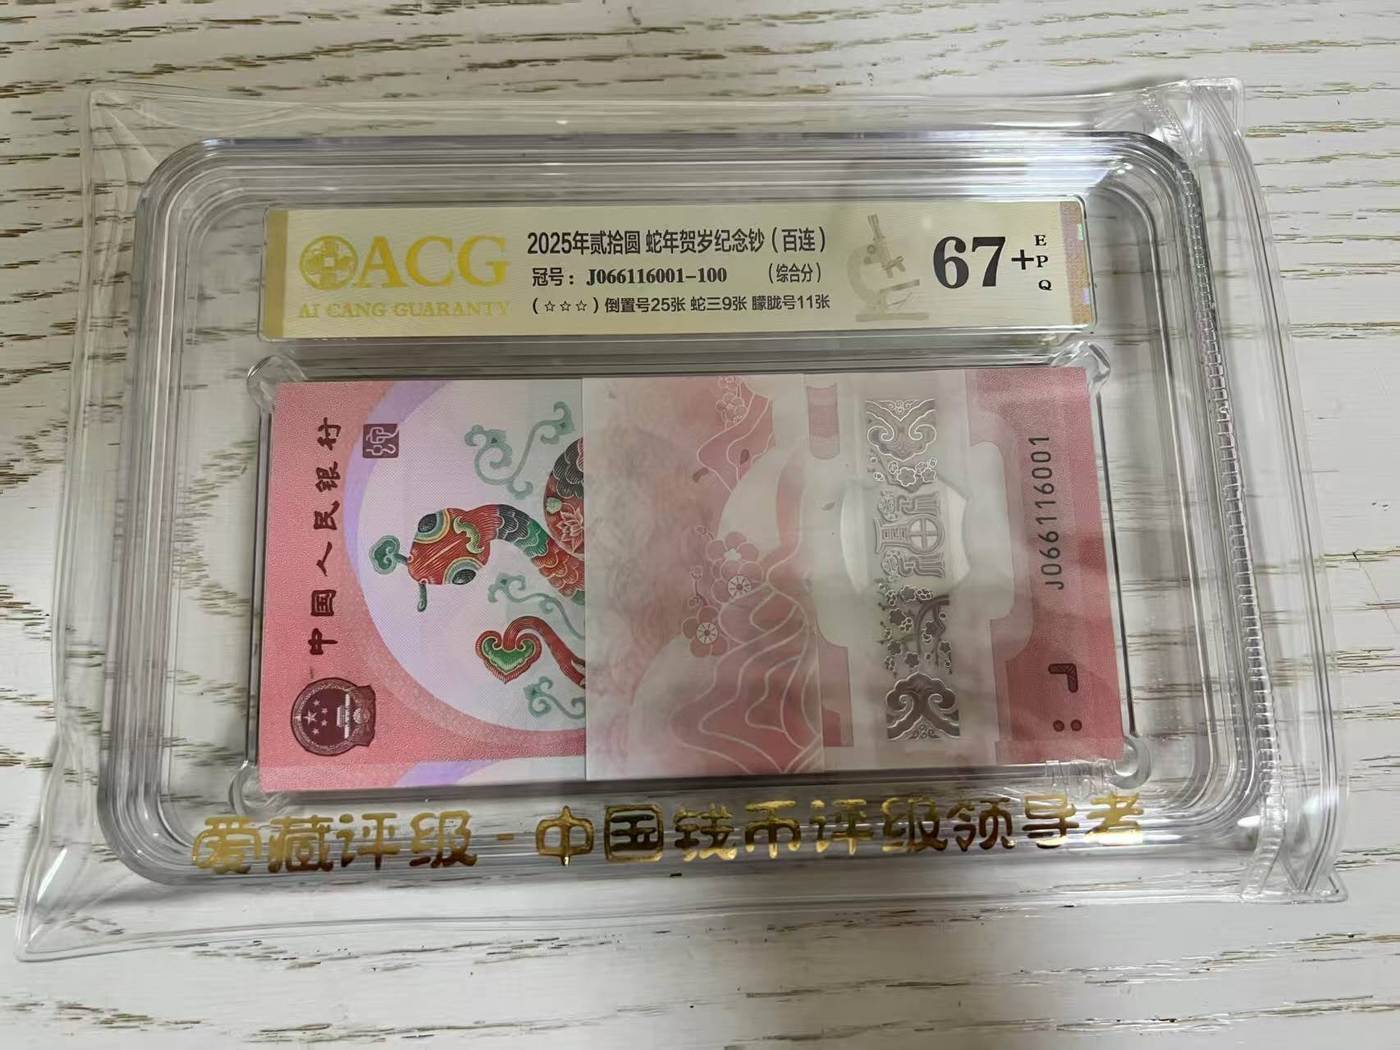 ACG
AI CANG GUARANTY
2025年贰拾圆 蛇年贺岁纪念钞（百连）
冠号：J066116001-100 （综合分）
（☆☆☆）倒置号25张 蛇三9张 朦胧号11张
67+
EPQ
中国人民银行
J066116001
爱藏评级-中国钱币评级领导者